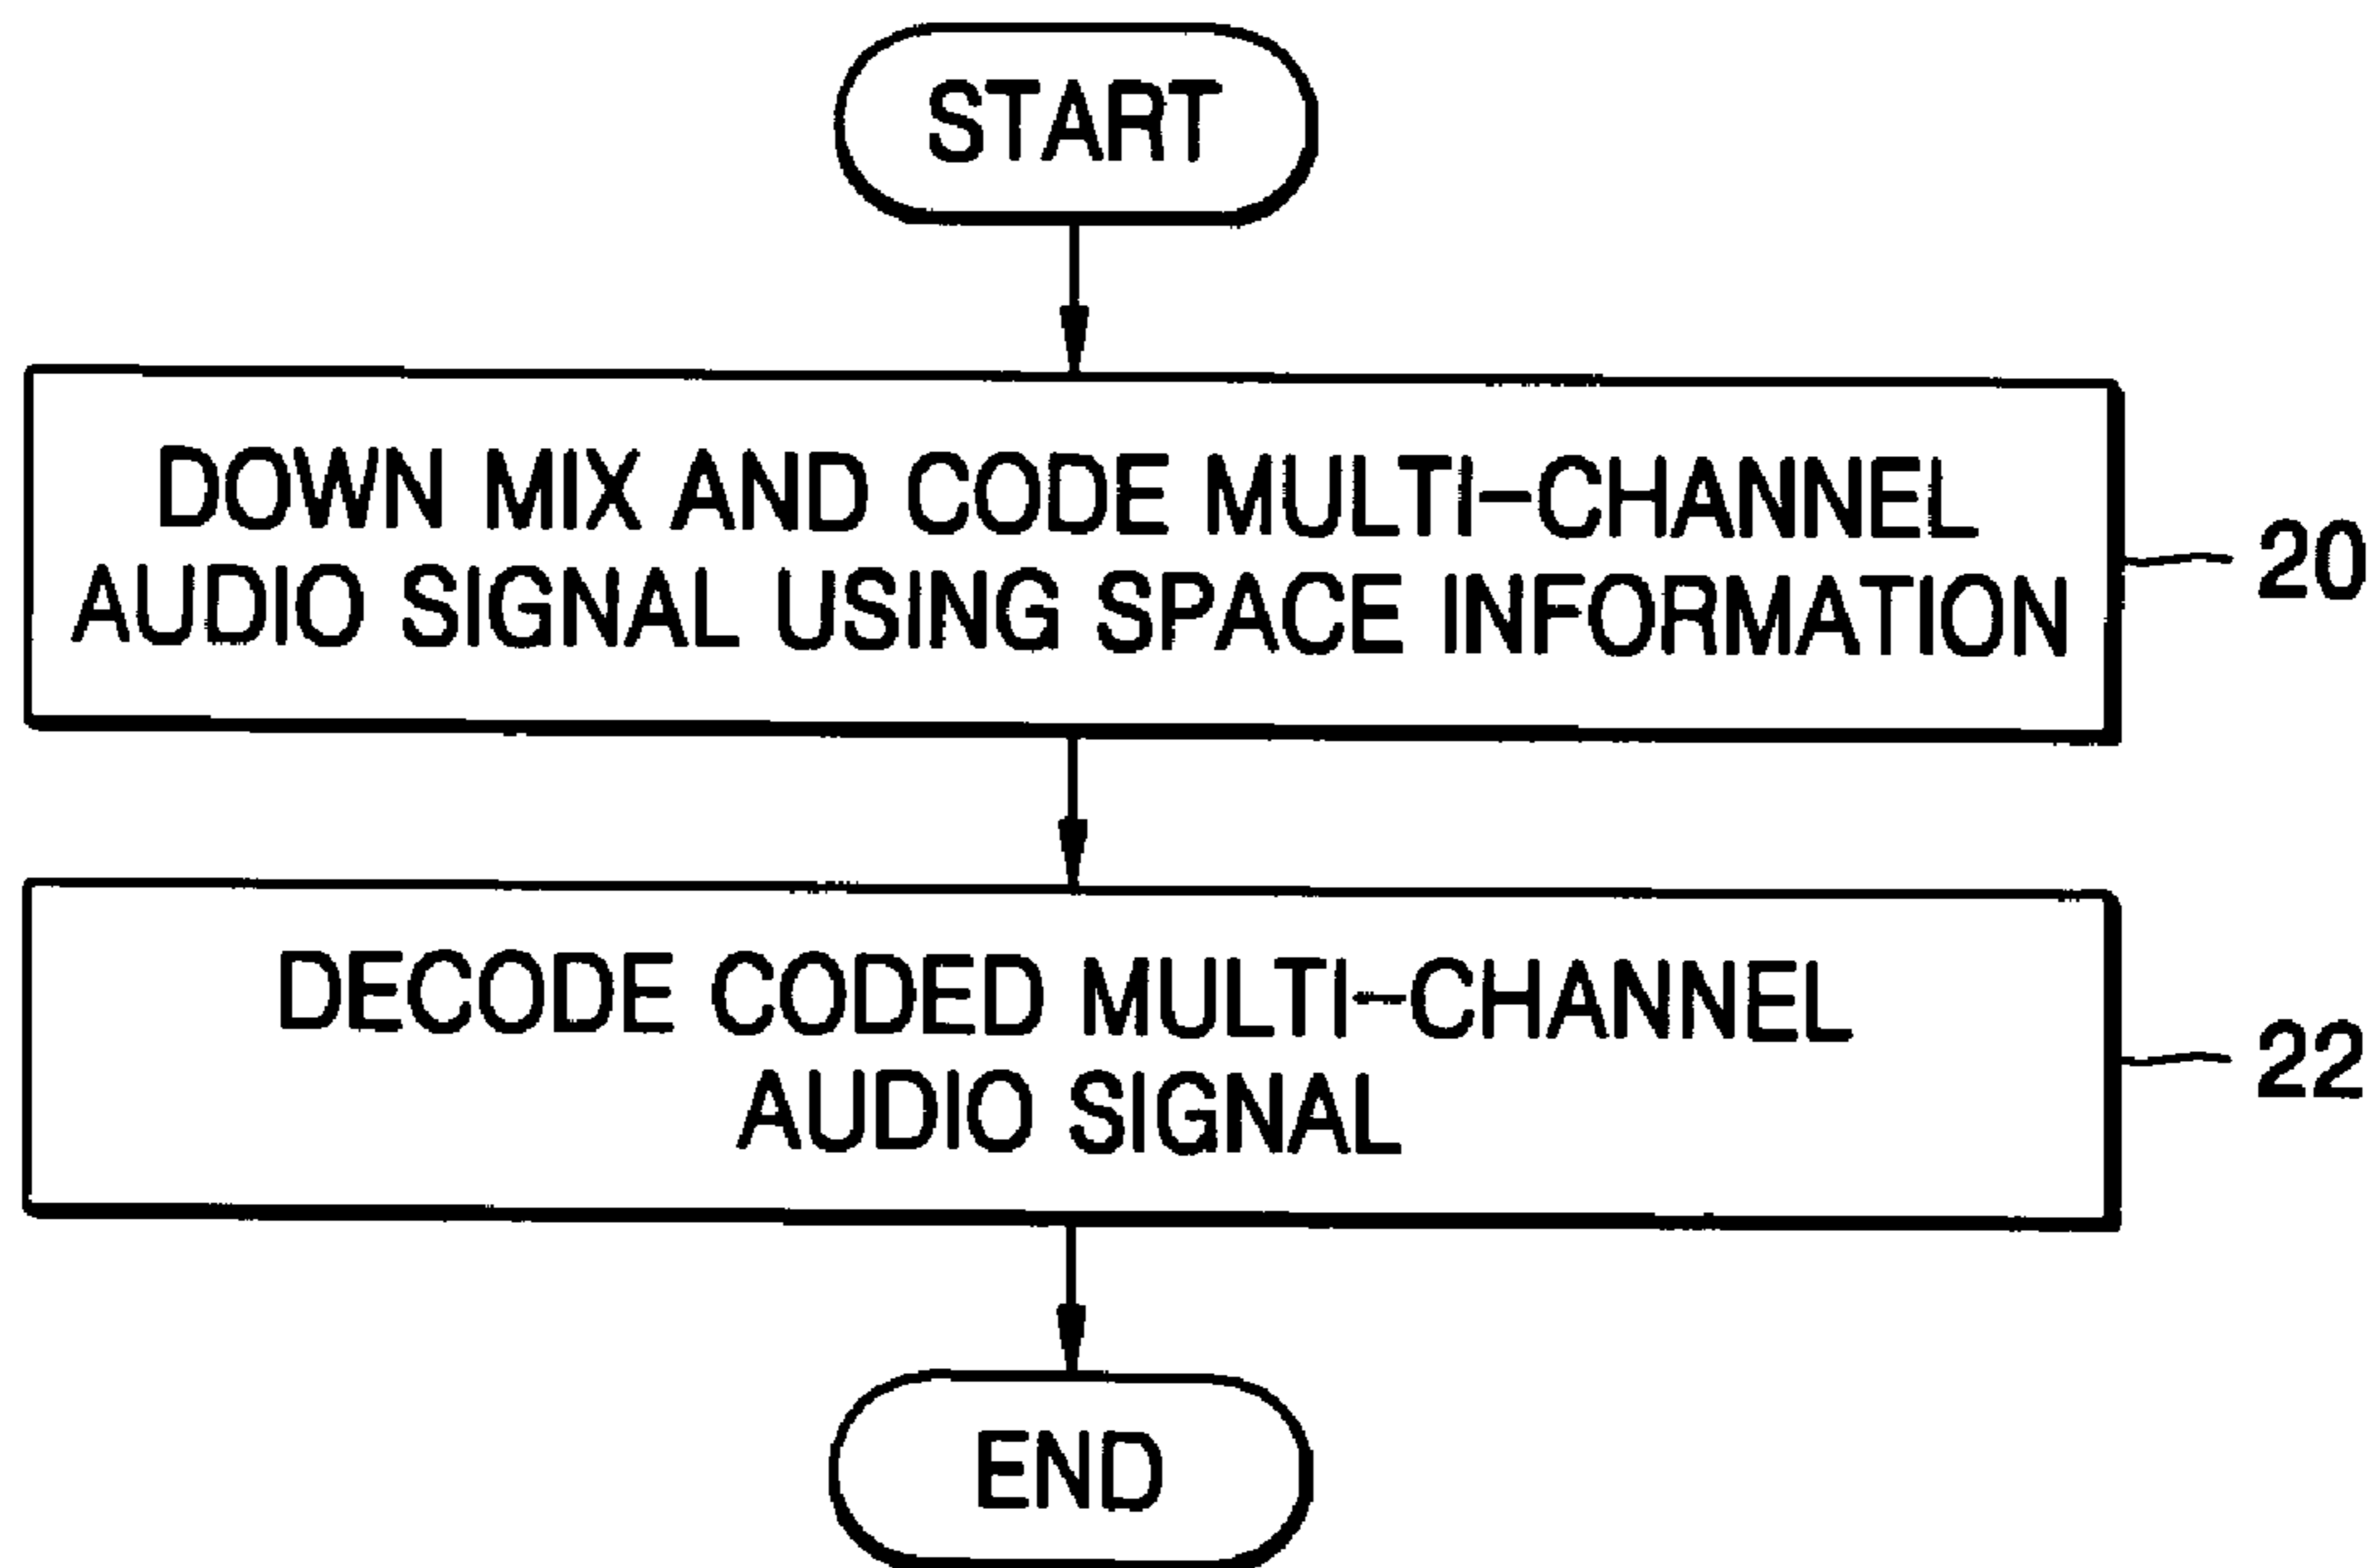 START
DOWN MIX AND CODE MULTI-CHANNEL
AUDIO SIGNAL USING SPACE INFORMATION
20
DECODE CODED MULTI-CHANNEL
AUDIO SIGNAL
22
END